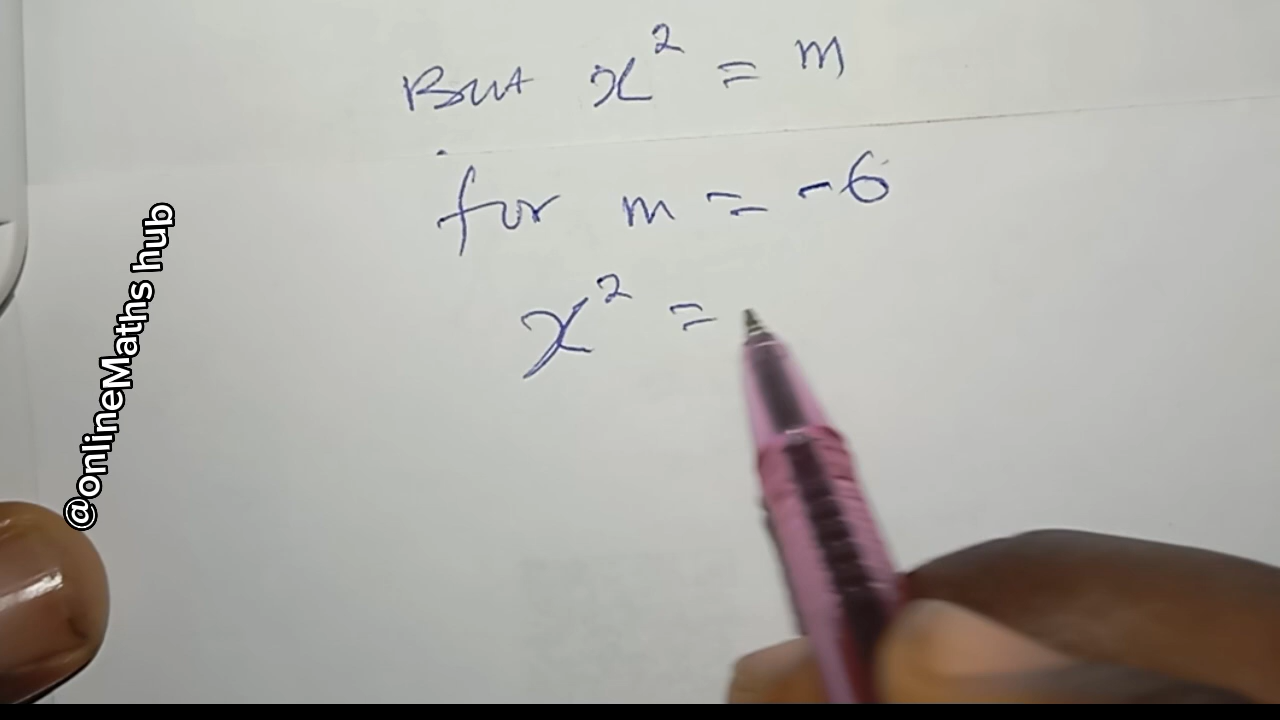 But x² = m
for m = -6
x² =
@onlineMaths hub